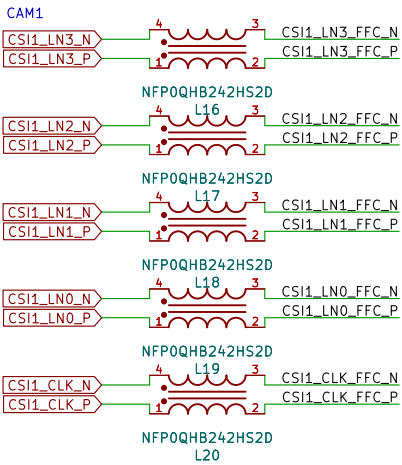 CAM1
4 3
CSI1_LN3_N CSI1_LN3_FFC_N
CSI1_LN3_P 1 2 CSI1_LN3_FFC_P
NFP0QHB242HS2D
L16
4 3
CSI1_LN2_N CSI1_LN2_FFC_N
CSI1_LN2_P 1 2 CSI1_LN2_FFC_P
NFP0QHB242HS2D
L17
4 3
CSI1_LN1_N CSI1_LN1_FFC_N
CSI1_LN1_P 1 2 CSI1_LN1_FFC_P
NFP0QHB242HS2D
L18
4 3
CSI1_LN0_N CSI1_LN0_FFC_N
CSI1_LN0_P 1 2 CSI1_LN0_FFC_P
NFP0QHB242HS2D
L19
4 3
CSI1_CLK_N CSI1_CLK_FFC_N
CSI1_CLK_P 1 2 CSI1_CLK_FFC_P
NFP0QHB242HS2D
L20